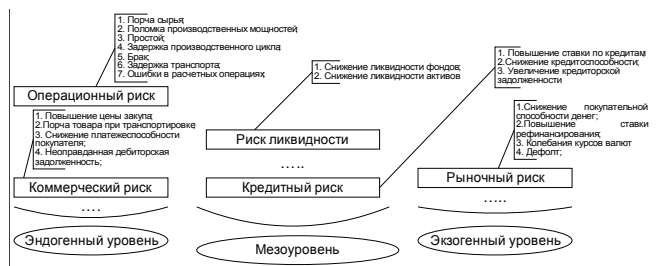 1. Порча сырья;
2. Поломка производственных мощностей;
3. Простой;
4. Задержка производственного цикла;
5. Брак;
6. Задержка транспорта;
7. Ошибки в расчетных операциях;
Операционный риск
1. Повышение цены закупа;
2.Порча товара при транспортировке;
3. Снижение платежеспособности
покупателя;
4. Неоправданная дебиторская
задолженность;
Коммерческий риск
….
Эндогенный уровень
1. Снижение ликвидности фондов;
2. Снижение ликвидности активов
Риск ликвидности
…..
Кредитный риск
Мезоуровень
1. Повышение ставки по кредитам;
2.Снижение кредитоспособности;
3. Увеличение кредиторской
задолженности
1.Снижение покупательной
способности денег;
2.Повышение ставки
рефинансирования;
3. Колебания курсов валют
4. Дефолт;
Рыночный риск
…..
Экзогенный уровень